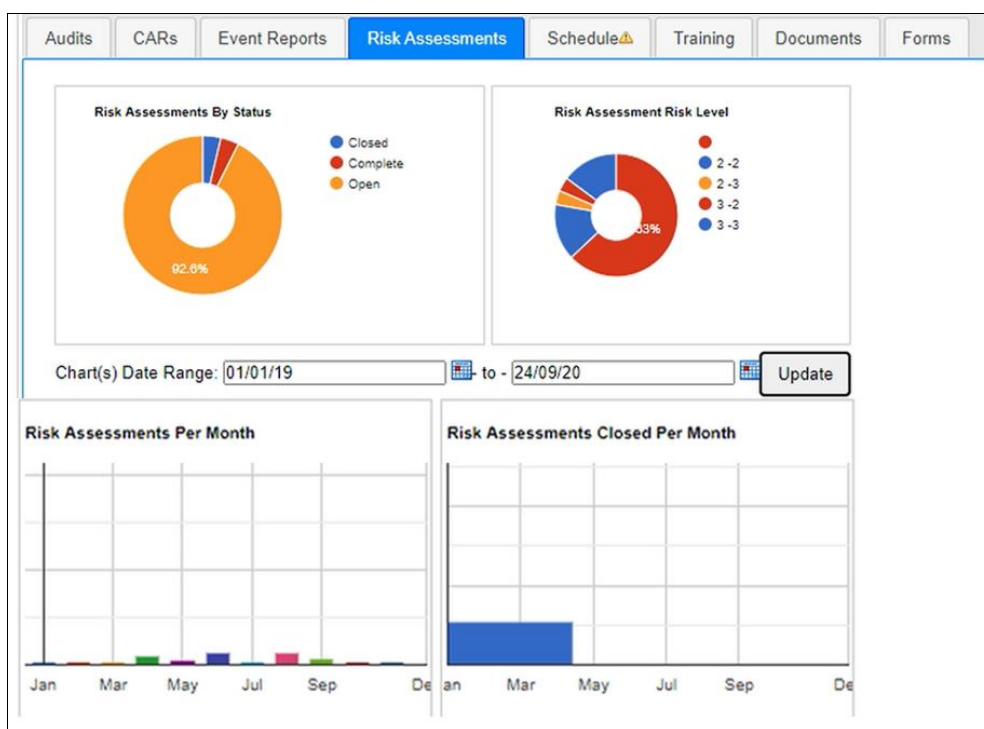 Audits CARs Event Reports Risk Assessments Schedule Training Documents Forms
Risk Assessments By Status
Closed
Complete
Open
92.6%
Risk Assessment Risk Level
2 -2
2 -3
3 -2
3 -3
63%
Chart(s) Date Range: 01/01/19 - to - 24/09/20 Update
Risk Assessments Per Month
Jan Mar May Jul Sep De
Risk Assessments Closed Per Month
an Mar May Jul Sep De